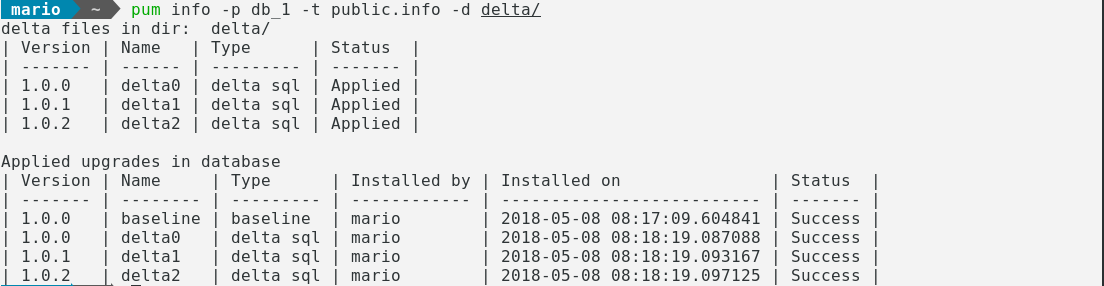 mario ~ pum info -p db_1 -t public.info -d delta/
delta files in dir:  delta/
| Version | Name   | Type      | Status  |
| ------- | ------ | --------- | ------- |
| 1.0.0   | delta0 | delta sql | Applied |
| 1.0.1   | delta1 | delta sql | Applied |
| 1.0.2   | delta2 | delta sql | Applied |
Applied upgrades in database
| Version | Name     | Type      | Installed by | Installed on               | Status  |
| ------- | -------- | --------- | ------------ | -------------------------- | ------- |
| 1.0.0   | baseline | baseline  | mario        | 2018-05-08 08:17:09.604841 | Success |
| 1.0.0   | delta0   | delta sql | mario        | 2018-05-08 08:18:19.087088 | Success |
| 1.0.1   | delta1   | delta sql | mario        | 2018-05-08 08:18:19.093167 | Success |
| 1.0.2   | delta2   | delta sql | mario        | 2018-05-08 08:18:19.097125 | Success |